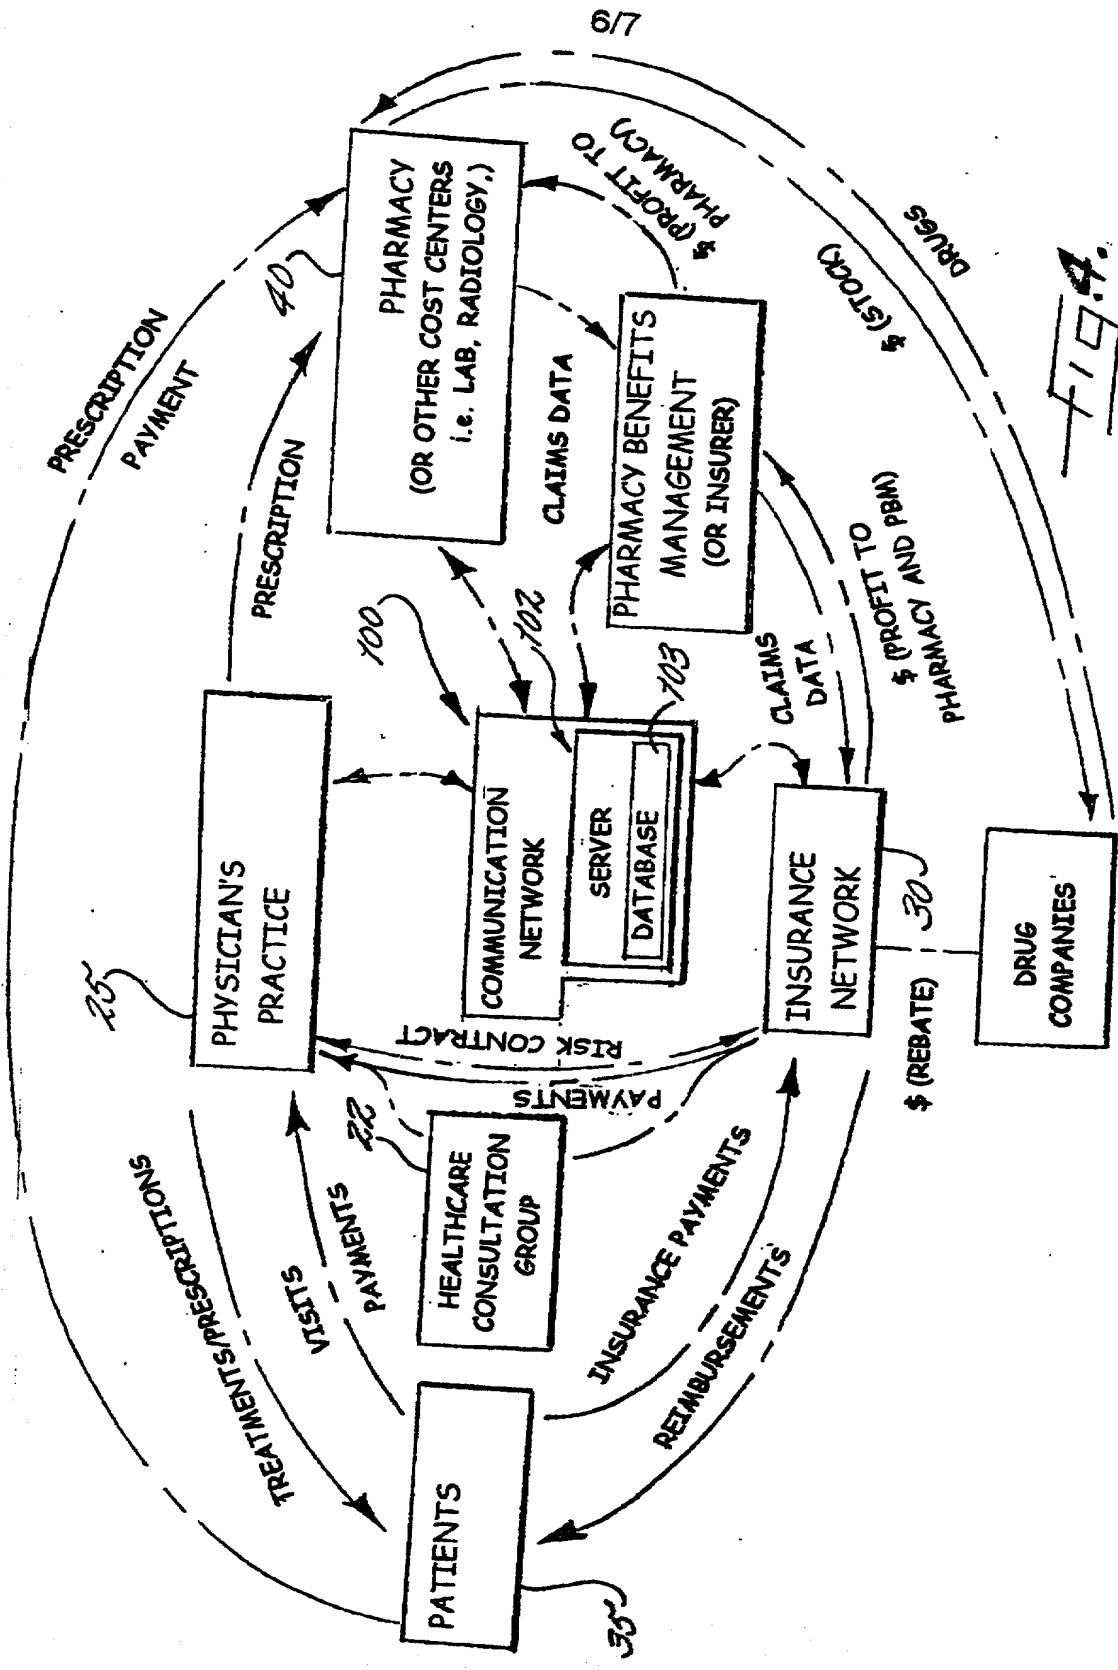 6/7
PRESCRIPTION
PAYMENT
PRESCRIPTION
TREATMENTS/PRESCRIPTIONS
VISITS
PAYMENTS
25
PHYSICIAN'S
PRACTICE
40
PHARMACY
(OR OTHER COST CENTERS
i.e. LAB, RADIOLOGY,)
$ (PROFIT TO
PHARMACY)
CLAIMS DATA
PATIENTS
35
22
HEALTHCARE
CONSULTATION
GROUP
RISK CONTRACT
PAYMENTS
100
COMMUNICATION
NETWORK
102
SERVER
103
DATABASE
PHARMACY BENEFITS
MANAGEMENT
(OR INSURER)
CLAIMS
DATA
$ (PROFIT TO
PHARMACY AND PBM)
INSURANCE PAYMENTS
REIMBURSEMENTS
INSURANCE
NETWORK
30
$ (REBATE)
DRUG
COMPANIES
$ (STOCK)
DRUGS
Fig. 4.